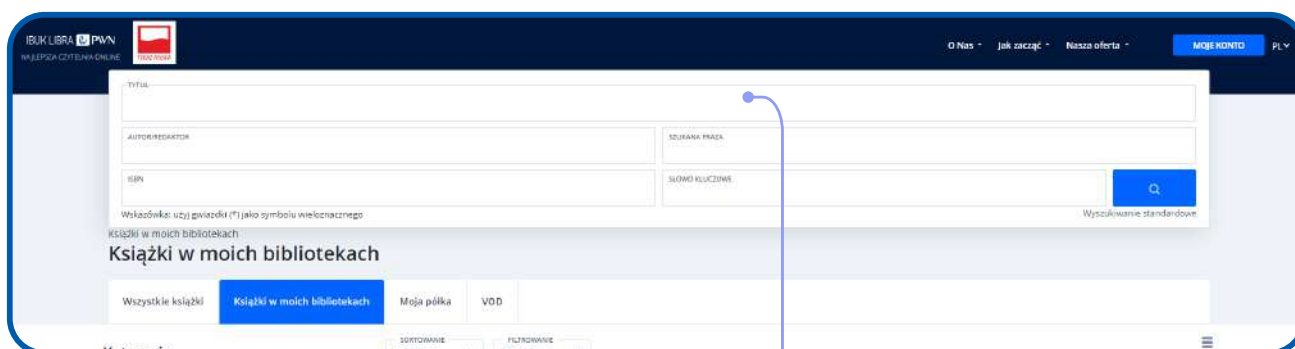 IBUK LIBRA PWN
NAJLEPSZA CZYTELNIA ONLINE
O Nas
Jak zacząć
Nasza oferta
MOJE KONTO
PL
TYTUŁ
AUTOR/REDAKTOR
SZUKANA FRAZA
ISBN
SŁOWO KLUCZOWE
Wskazówka: użyj gwiazdki (*) jako symbolu wieloznacznego
Wyszukiwanie standardowe
Książki w moich bibliotekach
Książki w moich bibliotekach
Wszystkie książki
Książki w moich bibliotekach
Moja półka
VOD
SORTOWANIE
FILTROWANIE